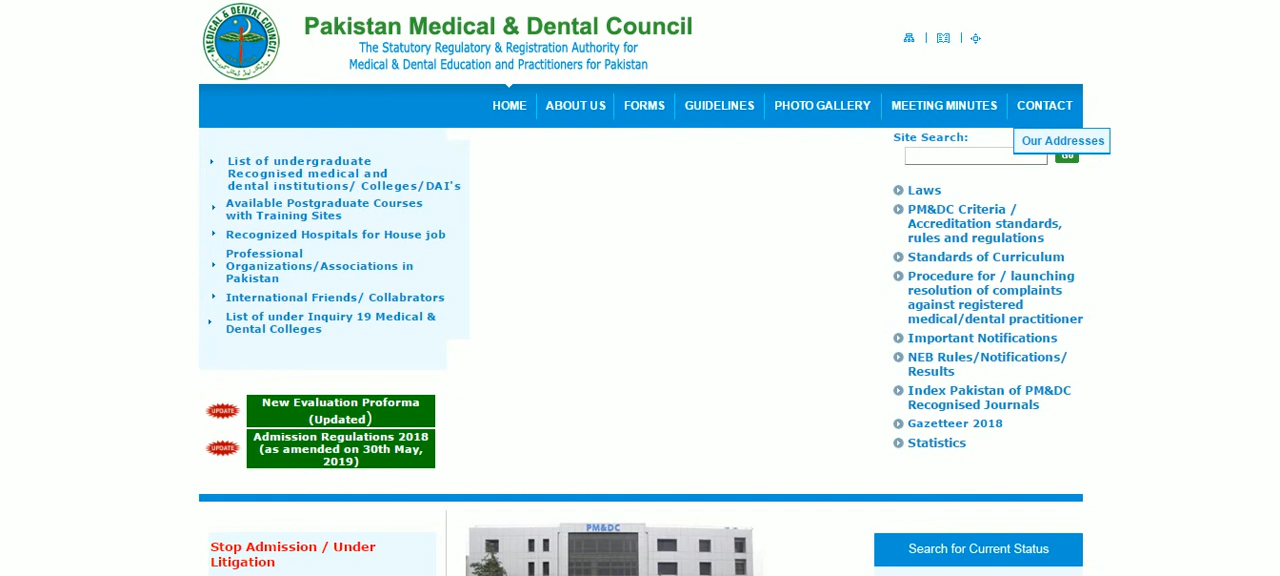 Pakistan Medical & Dental Council
The Statutory Regulatory & Registration Authority for
Medical & Dental Education and Practitioners for Pakistan
HOME
ABOUT US
FORMS
GUIDELINES
PHOTO GALLERY
MEETING MINUTES
CONTACT
Our Addresses
List of undergraduate
Recognised medical and
dental institutions/ Colleges/DAI's
Available Postgraduate Courses
with Training Sites
Recognized Hospitals for House job
Professional
Organizations/Associations in
Pakistan
International Friends/ Collabrators
List of under Inquiry 19 Medical &
Dental Colleges
UPDATE
New Evaluation Proforma
(Updated)
UPDATE
Admission Regulations 2018
(as amended on 30th May,
2019)
Site Search:
Go
Laws
PM&DC Criteria /
Accreditation standards,
rules and regulations
Standards of Curriculum
Procedure for / launching
resolution of complaints
against registered
medical/dental practitioner
Important Notifications
NEB Rules/Notifications/
Results
Index Pakistan of PM&DC
Recognised Journals
Gazetteer 2018
Statistics
Stop Admission / Under
Litigation
PM&DC
Search for Current Status